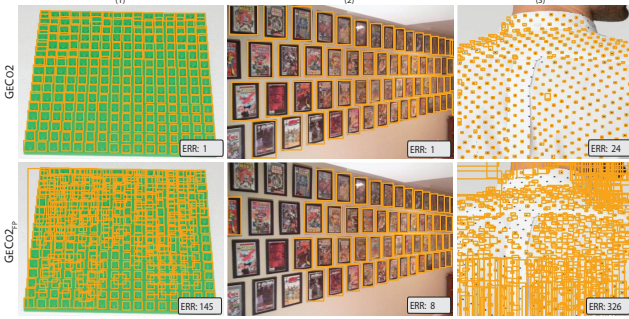 (1) (2) (3)
GECO2
ERR: 1 ERR: 1 ERR: 24
GECO2FP
ERR: 145 ERR: 8 ERR: 326